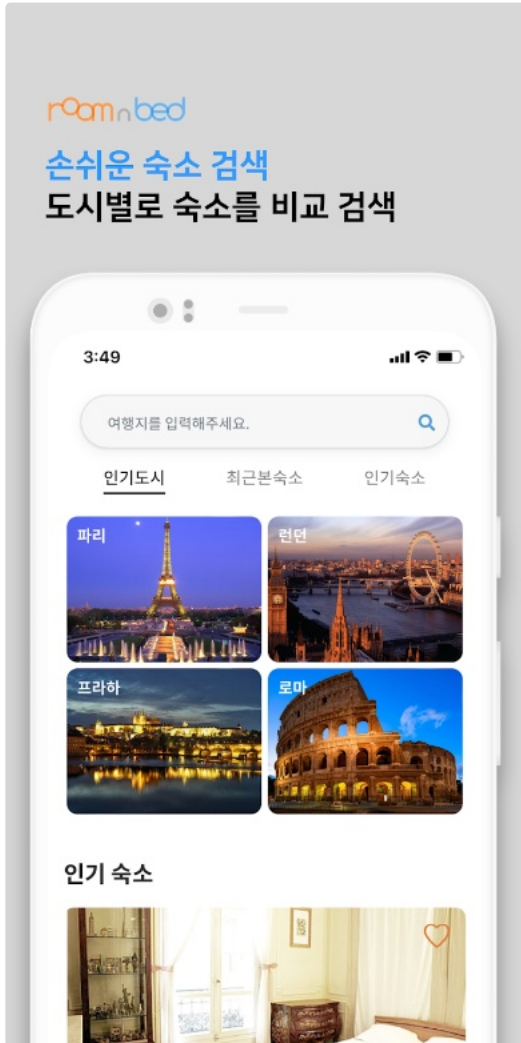 room n bed
손쉬운 숙소 검색
도시별로 숙소를 비교 검색
3:49
여행지를 입력해주세요.
인기도시 최근본숙소 인기숙소
파리 런던
프라하 로마
인기 숙소